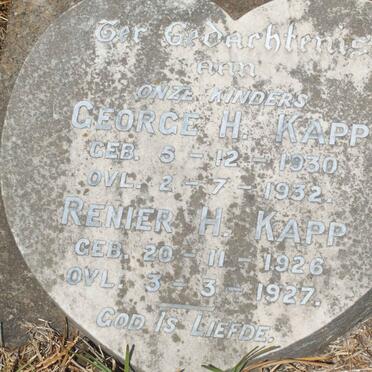 Ter Gedachtenis
aan
ONZE KINDERS
GEORGE H. KAPP
GEB. 5 - 12 - 1930
OVL. 2 - 7 - 1932.
RENIER H. KAPP
GEB. 20 - 11 - 1926
OVL. 3 - 3 - 1927.
GOD IS LIEFDE.